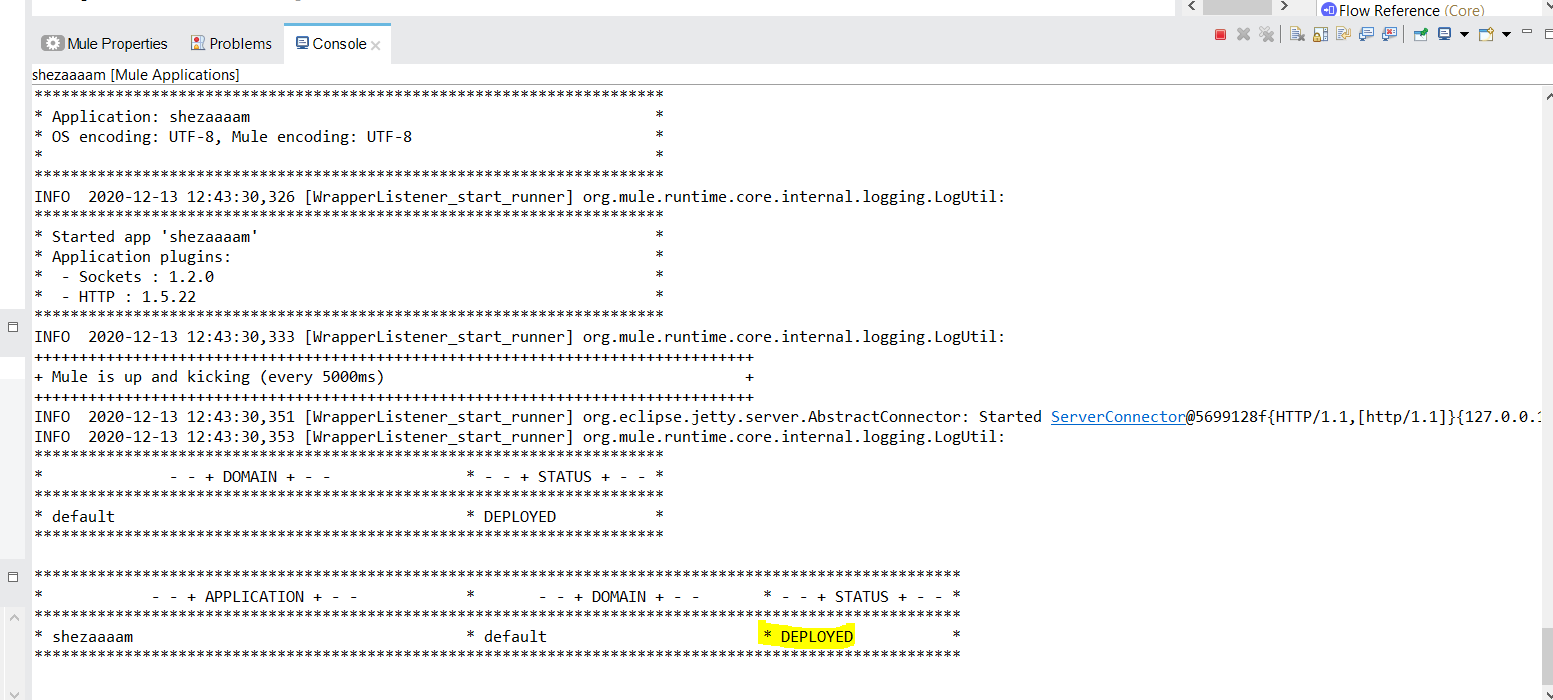 Flow Reference (Core)
Mule Properties Problems Console
shezaaaam [Mule Applications]
**********************************************************************
* Application: shezaaaam *
* OS encoding: UTF-8, Mule encoding: UTF-8 *
* *
**********************************************************************
INFO 2020-12-13 12:43:30,326 [WrapperListener_start_runner] org.mule.runtime.core.internal.logging.LogUtil:
**********************************************************************
* Started app 'shezaaaam' *
* Application plugins: *
* - Sockets : 1.2.0 *
* - HTTP : 1.5.22 *
**********************************************************************
INFO 2020-12-13 12:43:30,333 [WrapperListener_start_runner] org.mule.runtime.core.internal.logging.LogUtil:
++++++++++++++++++++++++++++++++++++++++++++++++++++++++++++++++++++++++++++++++
+ Mule is up and kicking (every 5000ms) +
++++++++++++++++++++++++++++++++++++++++++++++++++++++++++++++++++++++++++++++++
INFO 2020-12-13 12:43:30,351 [WrapperListener_start_runner] org.eclipse.jetty.server.AbstractConnector: Started ServerConnector@5699128f{HTTP/1.1,[http/1.1]}{127.0.0.1
INFO 2020-12-13 12:43:30,353 [WrapperListener_start_runner] org.mule.runtime.core.internal.logging.LogUtil:
**********************************************************************
* - - + DOMAIN + - - * - - + STATUS + - - *
**********************************************************************
* default * DEPLOYED *
**********************************************************************
*******************************************************************************************************
* - - + APPLICATION + - - * - - + DOMAIN + - - * - - + STATUS + - - *
*******************************************************************************************************
* shezaaaam * default * DEPLOYED *
*******************************************************************************************************